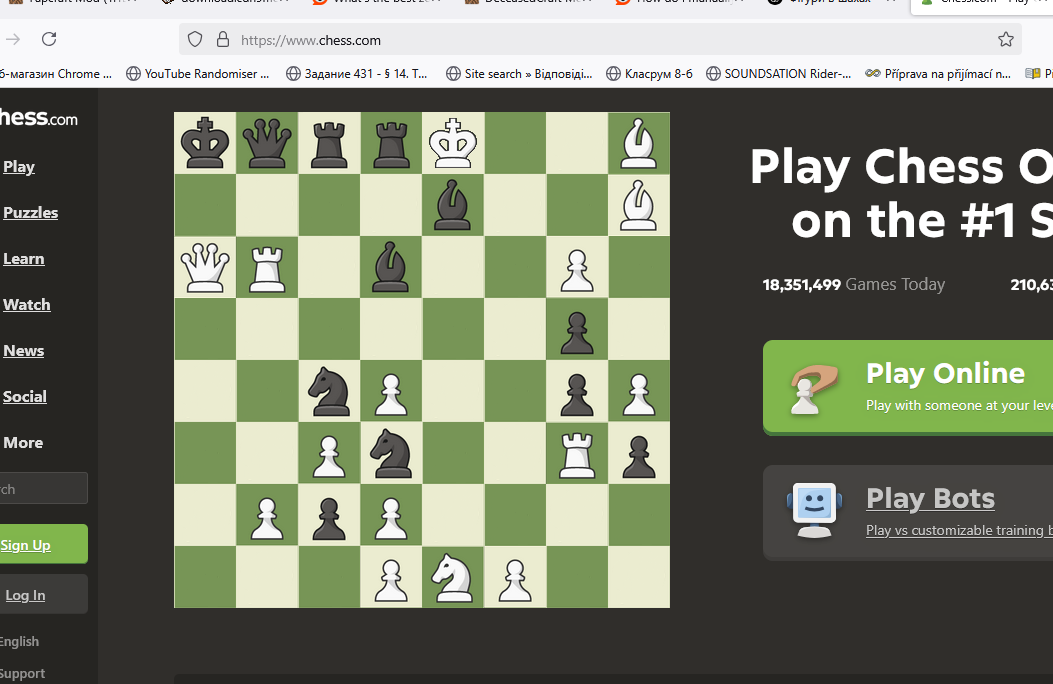 https://www.chess.com
б-магазин Chrome ... YouTube Randomiser ... Задание 431 - § 14. Т... Site search » Відповіді... Класрум 8-б SOUNDSATION Rider-... Příprava na přijímací n...
hess.com
Play
Puzzles
Learn
Watch
News
Social
More
rch
Sign Up
Log In
English
Support
Play Chess O
on the #1 S
18,351,499 Games Today 210,63
Play Online
Play with someone at your leve
Play Bots
Play vs customizable training b